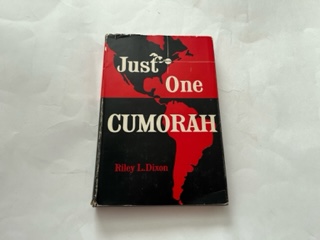 Just
One
CUMORAH
Riley L. Dixon